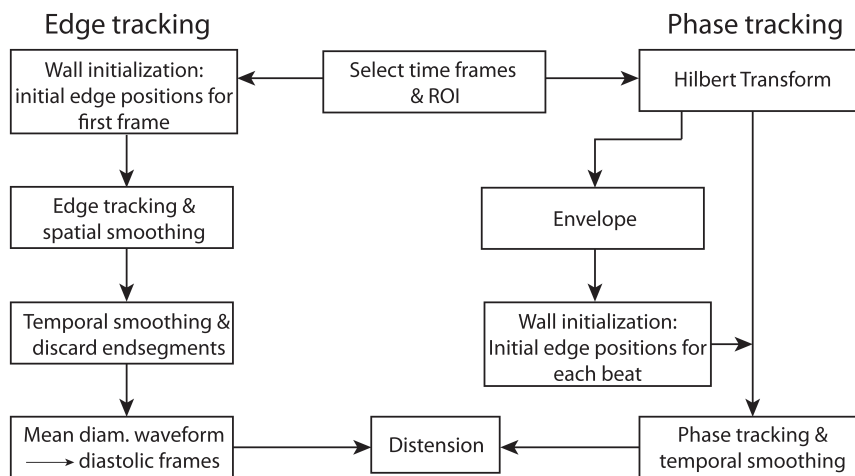 Edge tracking
Phase tracking
Wall initialization:
initial edge positions for
first frame
Select time frames
& ROI
Hilbert Transform
Edge tracking &
spatial smoothing
Envelope
Temporal smoothing &
discard endsegments
Wall initialization:
Initial edge positions for
each beat
Mean diam. waveform
diastolic frames
Distension
Phase tracking &
temporal smoothing